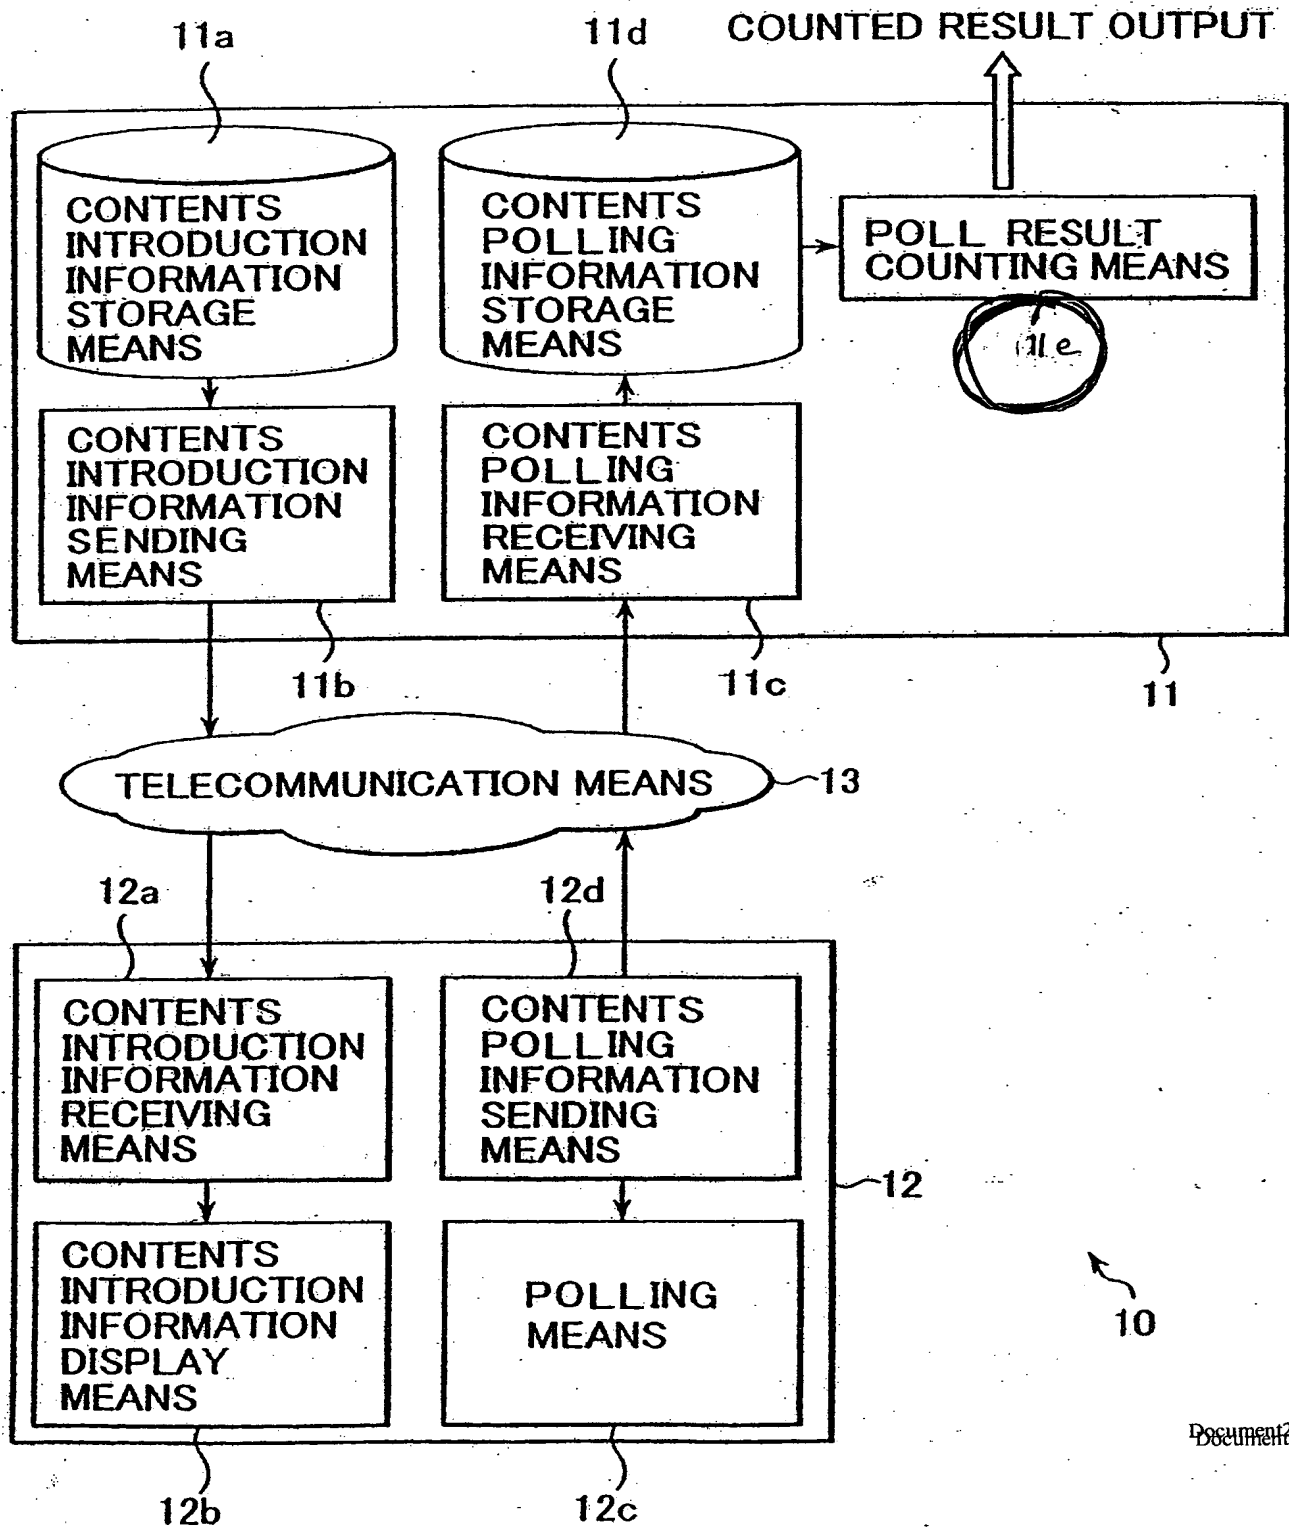 11a
11d
COUNTED RESULT OUTPUT
CONTENTS
INTRODUCTION
INFORMATION
STORAGE
MEANS
CONTENTS
POLLING
INFORMATION
STORAGE
MEANS
POLL RESULT
COUNTING MEANS
11e
CONTENTS
INTRODUCTION
INFORMATION
SENDING
MEANS
CONTENTS
POLLING
INFORMATION
RECEIVING
MEANS
11b
11c
11
TELECOMMUNICATION MEANS
13
12a
12d
CONTENTS
INTRODUCTION
INFORMATION
RECEIVING
MEANS
CONTENTS
POLLING
INFORMATION
SENDING
MEANS
12
CONTENTS
INTRODUCTION
INFORMATION
DISPLAY
MEANS
POLLING
MEANS
10
12b
12c
Document2
Document